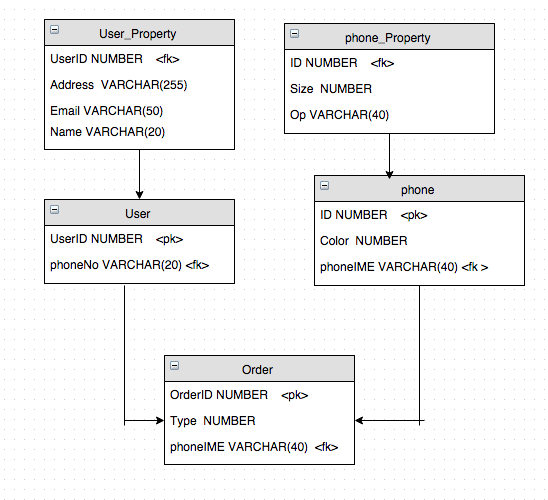 User_Property
UserID NUMBER <fk>
Address VARCHAR(255)
Email VARCHAR(50)
Name VARCHAR(20)
phone_Property
ID NUMBER <fk>
Size NUMBER
Op VARCHAR(40)
User
UserID NUMBER <pk>
phoneNo VARCHAR(20) <fk>
phone
ID NUMBER <pk>
Color NUMBER
phoneIME VARCHAR(40) <fk >
Order
OrderID NUMBER <pk>
Type NUMBER
phoneIME VARCHAR(40) <fk>